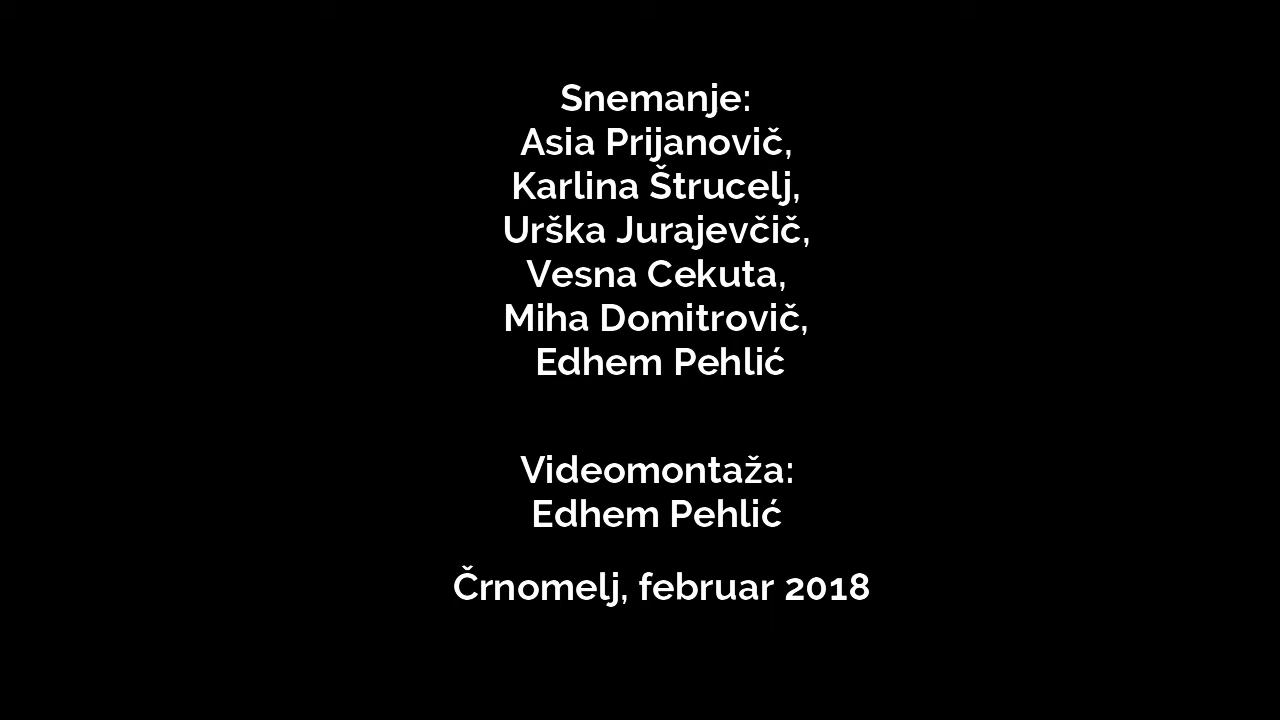 Snemanje:
Asia Prijanovič,
Karlina Štrucelj,
Urška Jurajevčič,
Vesna Cekuta,
Miha Domitrovič,
Edhem Pehlić
Videomontaža:
Edhem Pehlić
Črnomelj, februar 2018